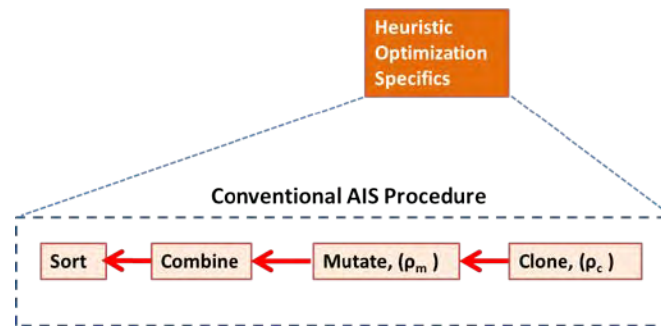 Heuristic
Optimization
Specifics
Conventional AIS Procedure
Sort
Combine
Mutate, (ρm )
Clone, (ρc )